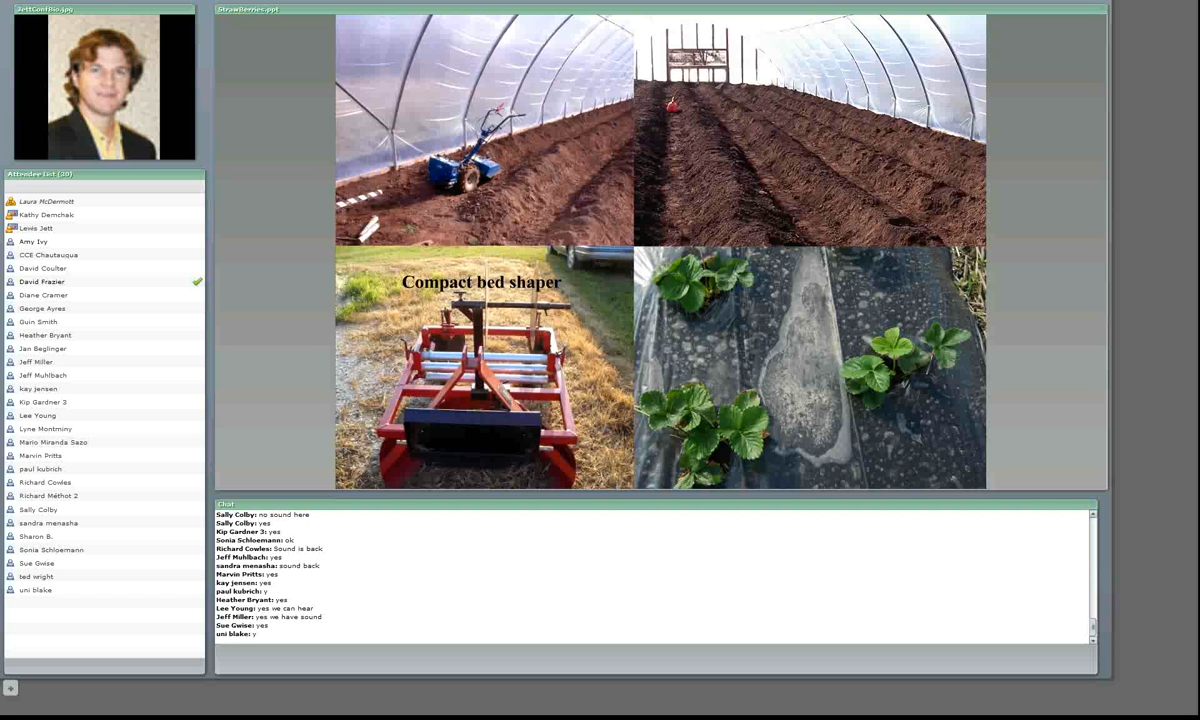 JettConfBio.jpg
StrawBerries.ppt
Compact bed shaper
Attendee List (30)
Laura McDermott
Kathy Demchak
Lewis Jett
Amy Ivy
CCE Chautauqua
David Coulter
David Frazier
Diane Cramer
George Ayres
Guin Smith
Heather Bryant
Jan Beglinger
Jeff Miller
Jeff Muhlbach
kay jensen
Kip Gardner 3
Lee Young
Lyne Montminy
Mario Miranda Sazo
Marvin Pritts
paul kubrich
Richard Cowles
Richard Méthot 2
Sally Colby
sandra menasha
Sharon B.
Sonia Schloemann
Sue Gwise
ted wright
uni blake
Chat
Sally Colby: no sound here
Sally Colby: yes
Kip Gardner 3: yes
Sonia Schloemann: ok
Richard Cowles: Sound is back
Jeff Muhlbach: yes
sandra menasha: sound back
Marvin Pritts: yes
kay jensen: yes
paul kubrich: y
Heather Bryant: yes
Lee Young: yes we can hear
Jeff Miller: yes we have sound
Sue Gwise: yes
uni blake: y